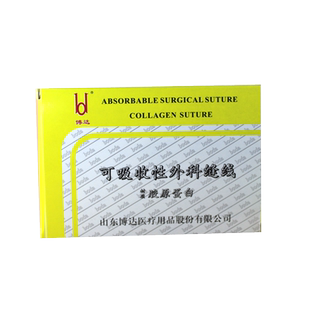 bd
博达
ABSORBABLE SURGICAL SUTURE
COLLAGEN SUTURE
可吸收性外科缝线
胶原蛋白
山东博达医疗用品股份有限公司